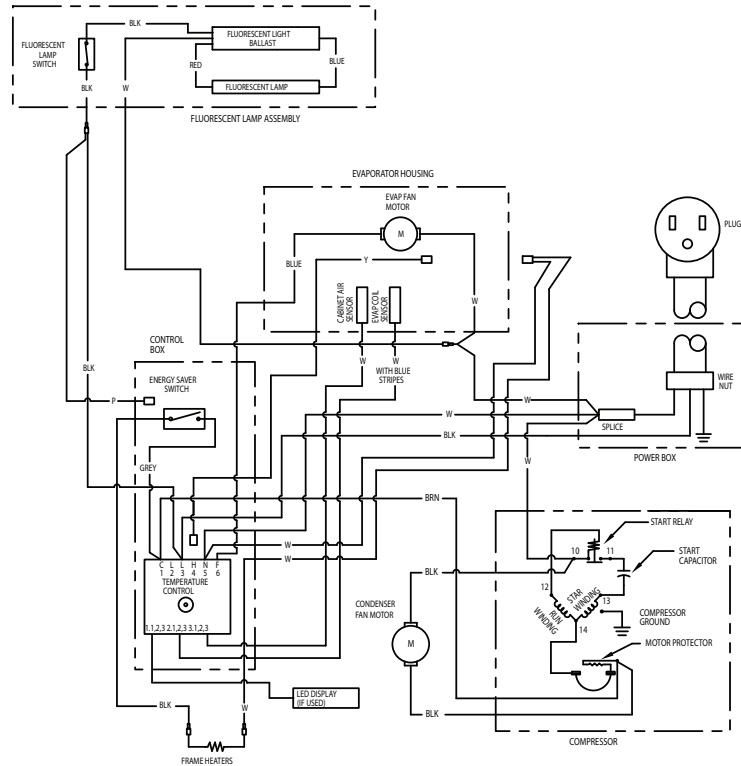 BLK
FLUORESCENT LIGHT
BALLAST
FLUORESCENT
LAMP
SWITCH
RED
BLUE
BLK
W
FLUORESCENT LAMP
FLUORESCENT LAMP ASSEMBLY
EVAPORATOR HOUSING
EVAP FAN
MOTOR
M
PLUG
BLUE
Y
CABINET AIR
SENSOR
EVAP COIL
SENSOR
W
CONTROL
BOX
W
W
WITH BLUE
STRIPES
BLK
ENERGY SAVER
SWITCH
WIRE
NUT
P
W
W
SPLICE
BLK
POWER BOX
GREY
W
BRN
START RELAY
W
10
11
START
CAPACITOR
W
C L L H N F
1 2 3 4 5 6
TEMPERATURE
CONTROL
BLK
12
STAR
WINDING
13
RUN
WINDING
CONDENSER
FAN MOTOR
COMPRESSOR
GROUND
14
1.1,2,3 2.1,2,3 3.1,2,3
M
MOTOR PROTECTOR
LED DISPLAY
(IF USED)
BLK
W
BLK
COMPRESSOR
FRAME HEATERS